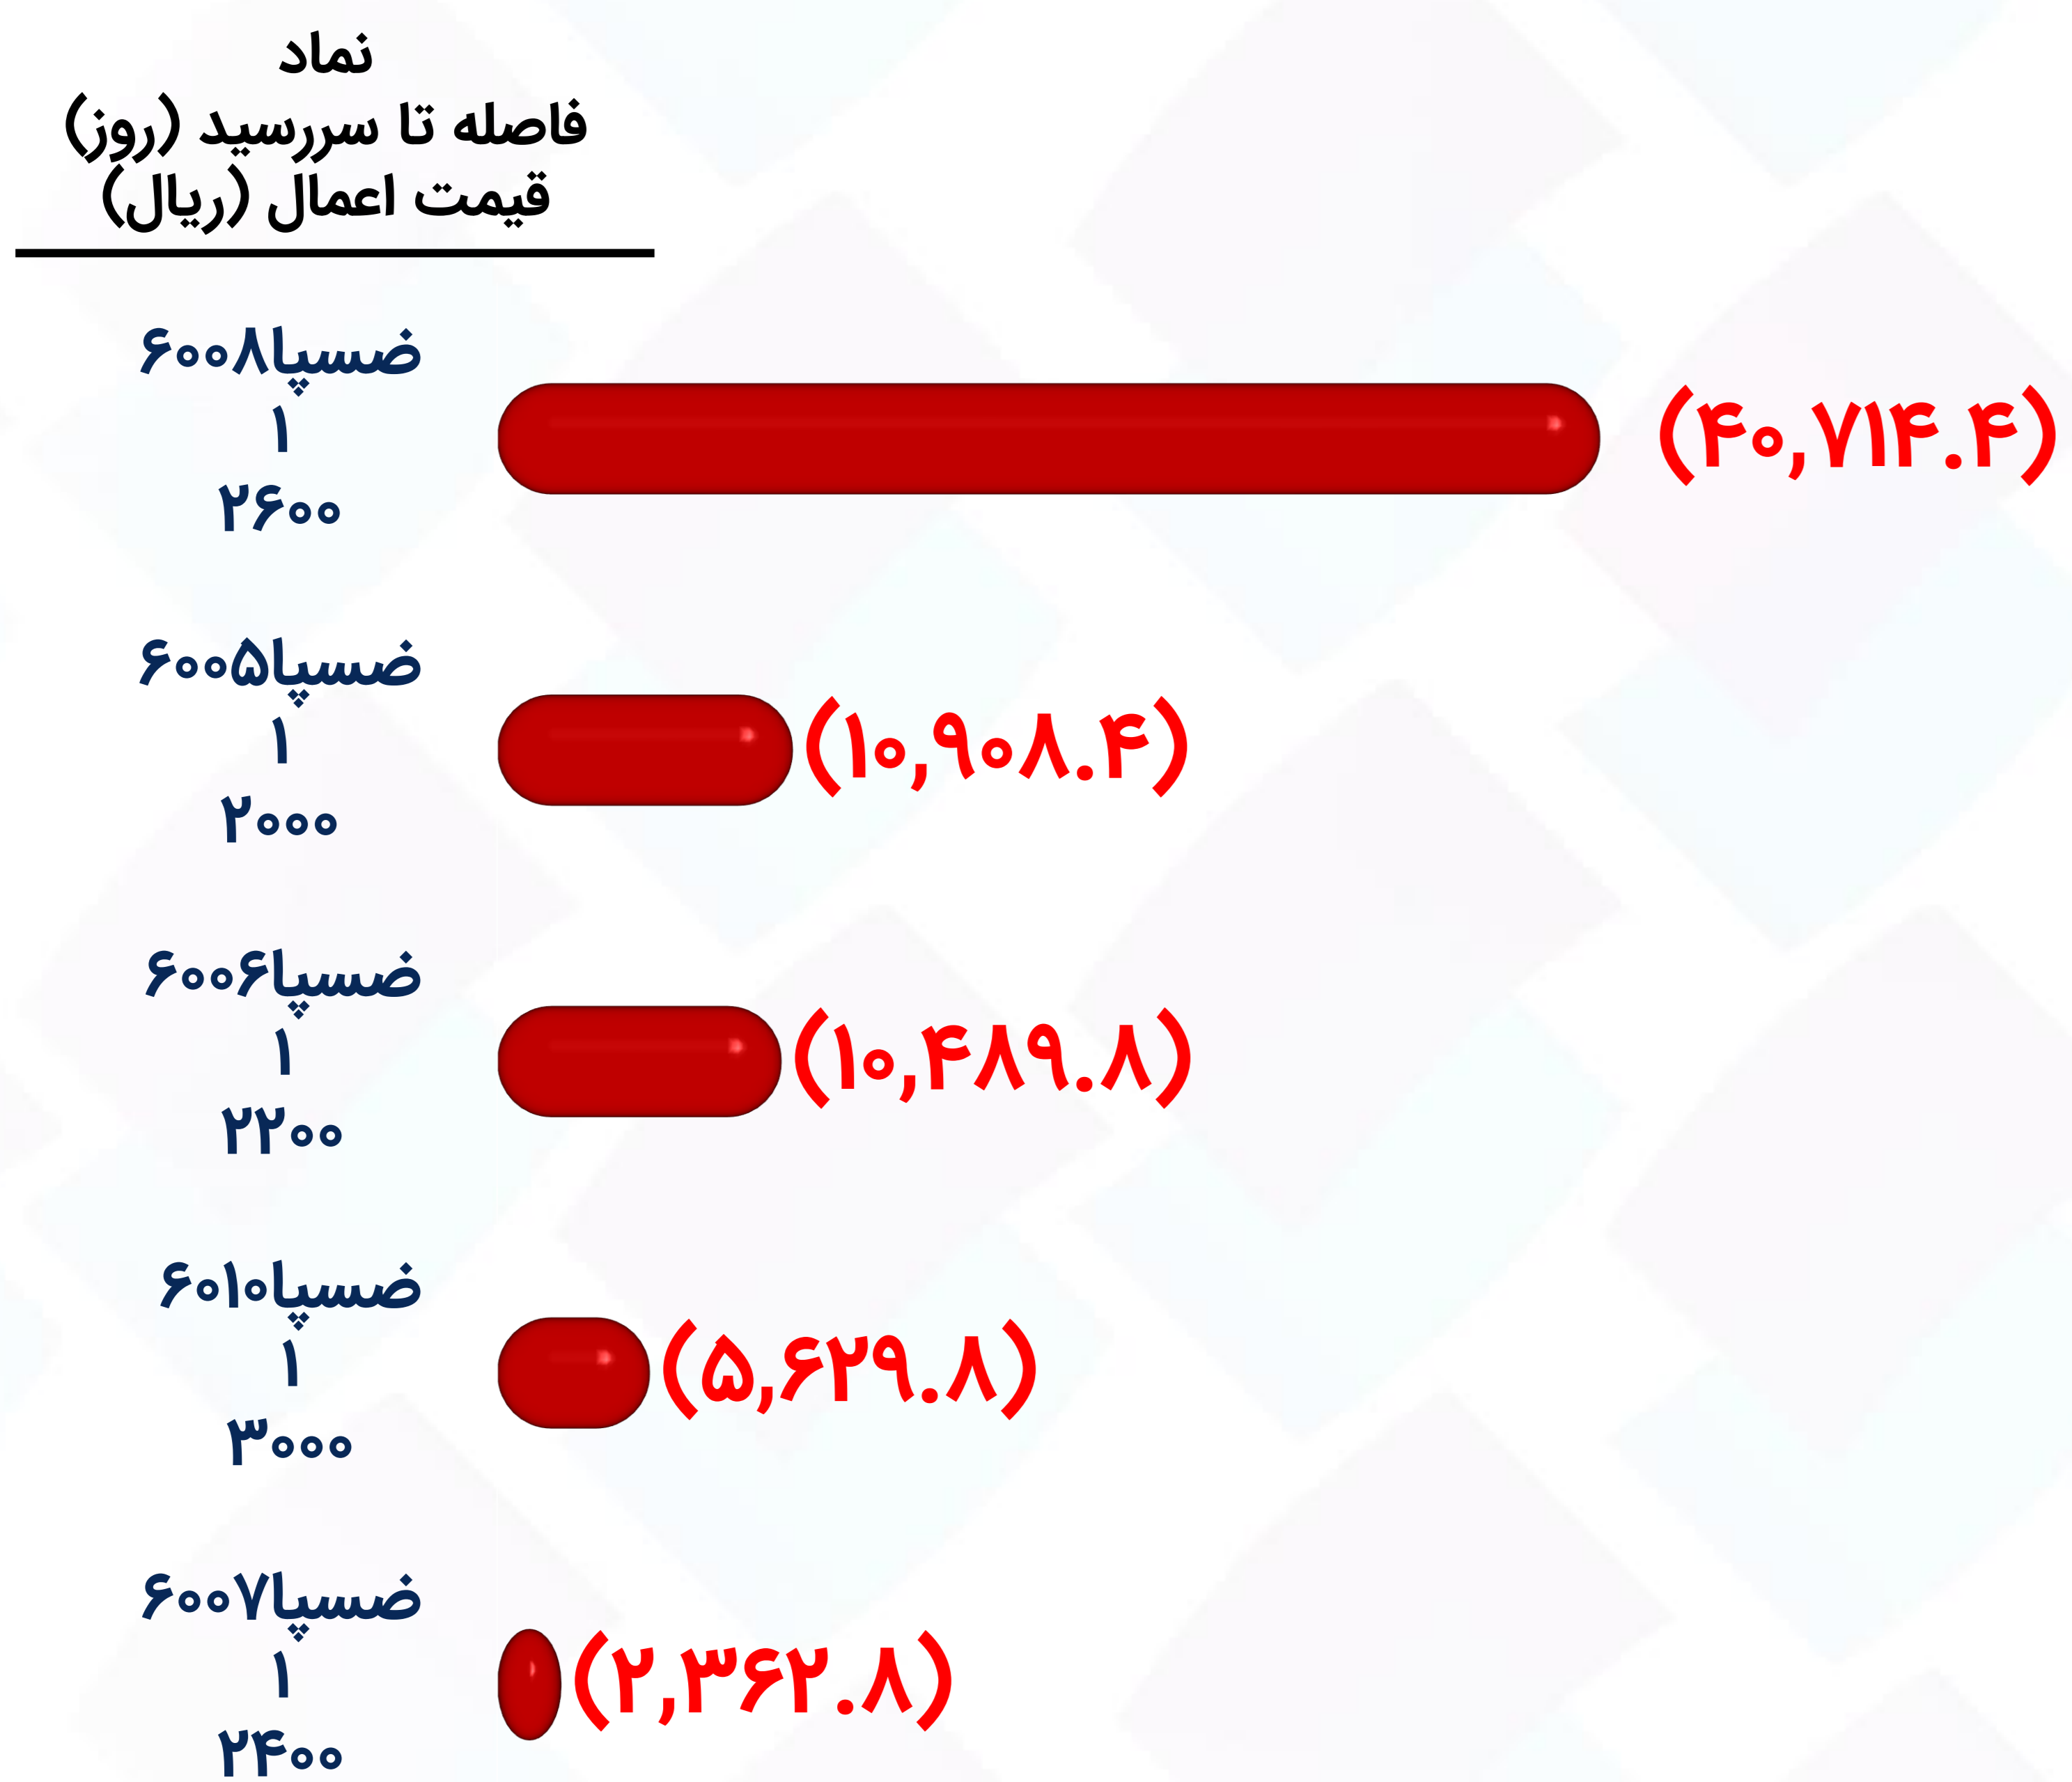 نماد
فاصله تا سررسید (روز)
قیمت اعمال (ریال)
ضسپا۶۰۰۸
۱
۲۶۰۰
(۴۰,۷۱۴.۴)
ضسپا۶۰۰۵
۱
۲۰۰۰
(۱۰,۹۰۸.۴)
ضسپا۶۰۰۶
۱
۲۲۰۰
(۱۰,۴۸۹.۸)
ضسپا۶۰۱۰
۱
۳۰۰۰
(۵,۶۲۹.۸)
ضسپا۶۰۰۷
۱
۲۴۰۰
(۲,۳۶۲.۸)